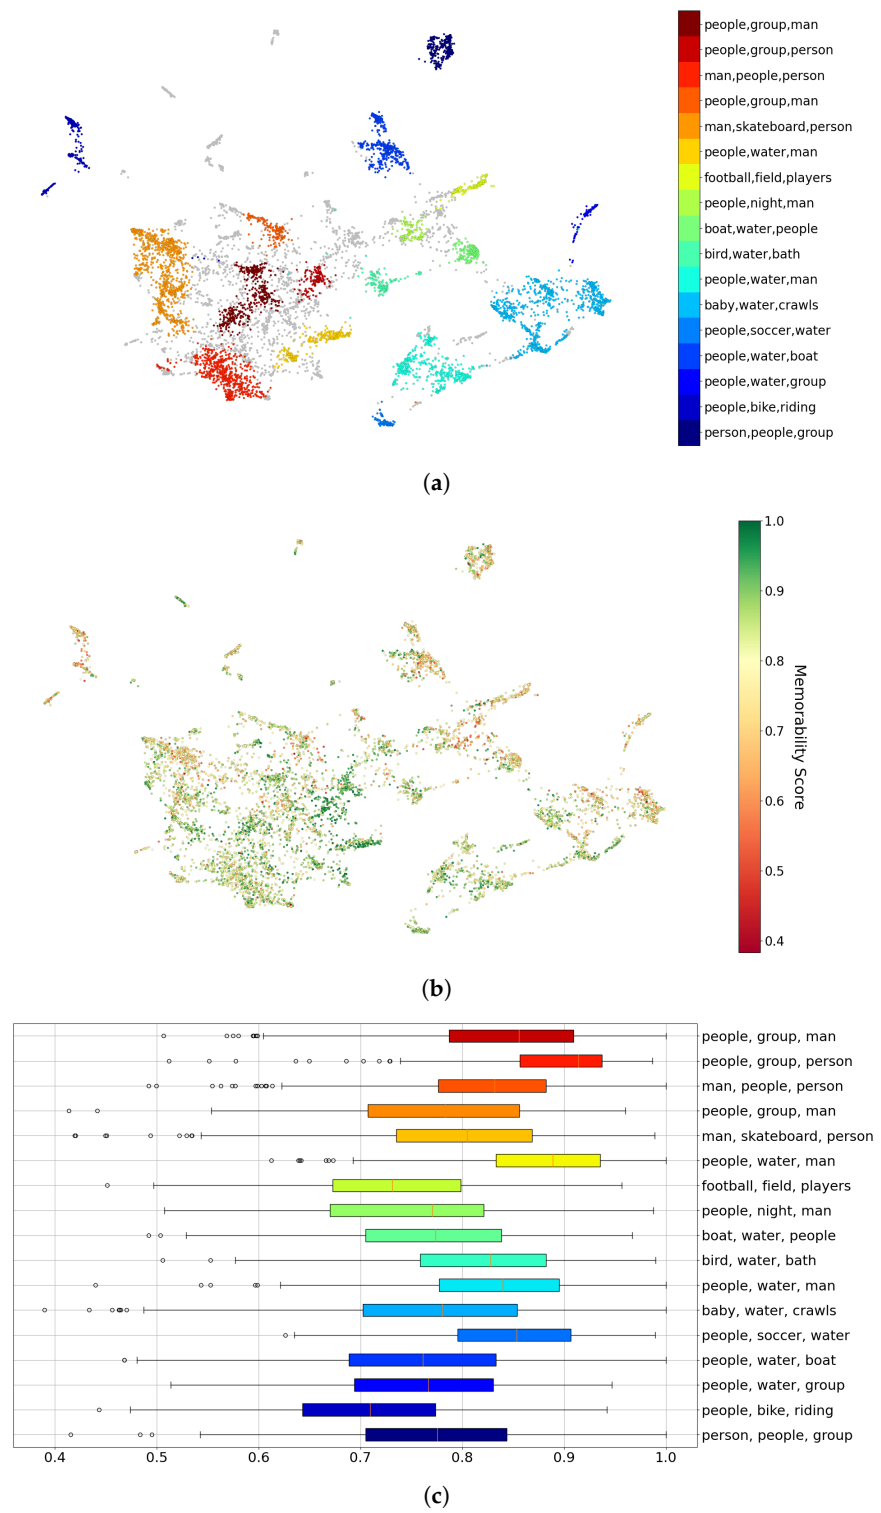 people,group,man
people,group,person
man,people,person
people,group,man
man,skateboard,person
people,water,man
football,field,players
people,night,man
boat,water,people
bird,water,bath
people,water,man
baby,water,crawls
people,soccer,water
people,water,boat
people,water,group
people,bike,riding
person,people,group
(a)
1.0
0.9
0.8
0.7
0.6
0.5
0.4
Memorability Score
(b)
people, group, man
people, group, person
man, people, person
people, group, man
man, skateboard, person
people, water, man
football, field, players
people, night, man
boat, water, people
bird, water, bath
people, water, man
baby, water, crawls
people, soccer, water
people, water, boat
people, water, group
people, bike, riding
person, people, group
0.4 0.5 0.6 0.7 0.8 0.9 1.0
(c)